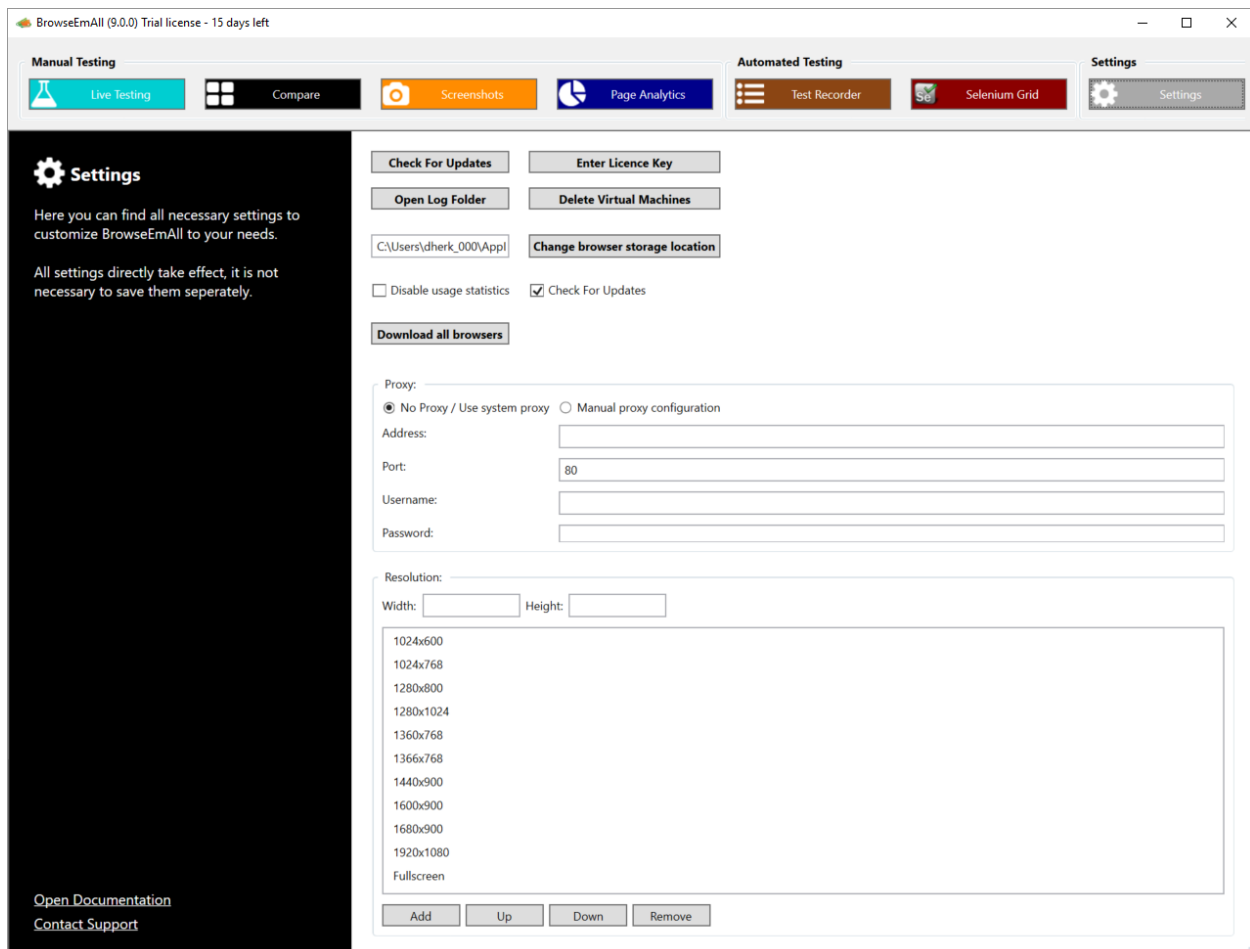 BrowseEmAll (9.0.0) Trial license - 15 days left
Manual Testing
Automated Testing
Settings
Live Testing
Compare
Screenshots
Page Analytics
Test Recorder
Se
Selenium Grid
Settings
Settings
Here you can find all necessary settings to
customize BrowseEmAll to your needs.
All settings directly take effect, it is not
necessary to save them seperately.
Open Documentation
Contact Support
Check For Updates
Enter Licence Key
Open Log Folder
Delete Virtual Machines
C:\Users\dherk_000\Appl
Change browser storage location
Disable usage statistics
Check For Updates
Download all browsers
Proxy:
No Proxy / Use system proxy
Manual proxy configuration
Address:
Port:
80
Username:
Password:
Resolution:
Width:
Height:
1024x600
1024x768
1280x800
1280x1024
1360x768
1366x768
1440x900
1600x900
1680x900
1920x1080
Fullscreen
Add
Up
Down
Remove